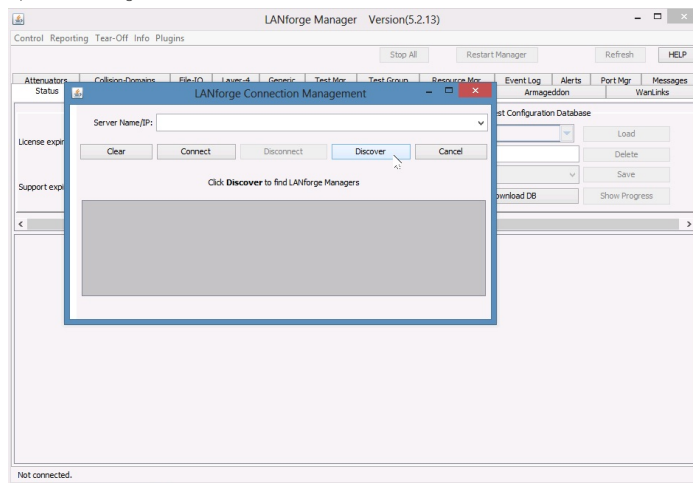 LANforge Manager Version(5.2.13)
Control Reporting Tear-Off Info Plugins
Stop All Restart Manager Refresh HELP
Attenuators Collision-Domains File-IO Layer-4 Generic Test Mgr Test Group Resource Mgr Event Log Alerts Port Mgr Messages
Status Armageddon WanLinks
LANforge Connection Management
Server Name/IP:
Clear Connect Disconnect Discover Cancel
Click Discover to find LANforge Managers
License expir
Support expi
est Configuration Database
Load
Delete
Save
ownload DB Show Progress
Not connected.